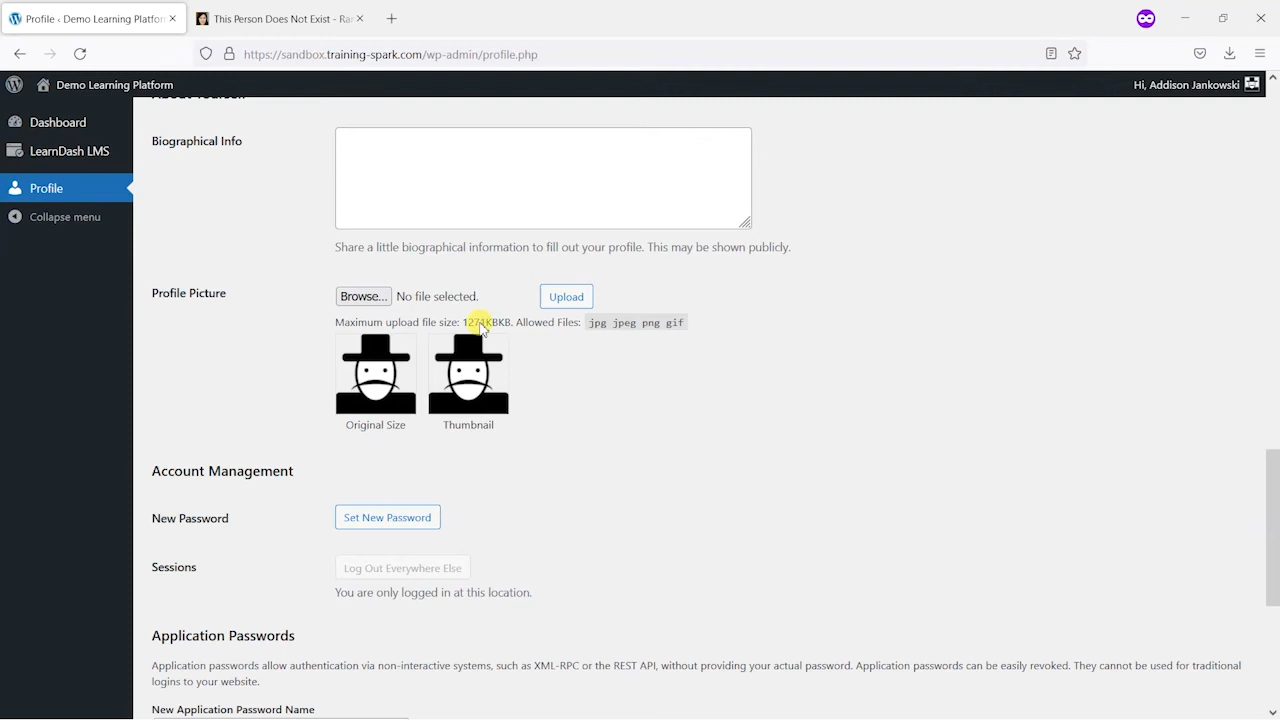 Profile ‹ Demo Learning Platfor
This Person Does Not Exist - Ra
https://sandbox.training-spark.com/wp-admin/profile.php
Demo Learning Platform
Hi, Addison Jankowski
Dashboard
LearnDash LMS
Profile
Collapse menu
Biographical Info
Share a little biographical information to fill out your profile. This may be shown publicly.
Profile Picture
Browse... No file selected. Upload
Maximum upload file size: 1271KBKB. Allowed Files: jpg jpeg png gif
Original Size Thumbnail
Account Management
New Password
Set New Password
Sessions
Log Out Everywhere Else
You are only logged in at this location.
Application Passwords
Application passwords allow authentication via non-interactive systems, such as XML-RPC or the REST API, without providing your actual password. Application passwords can be easily revoked. They cannot be used for traditional
logins to your website.
New Application Password Name